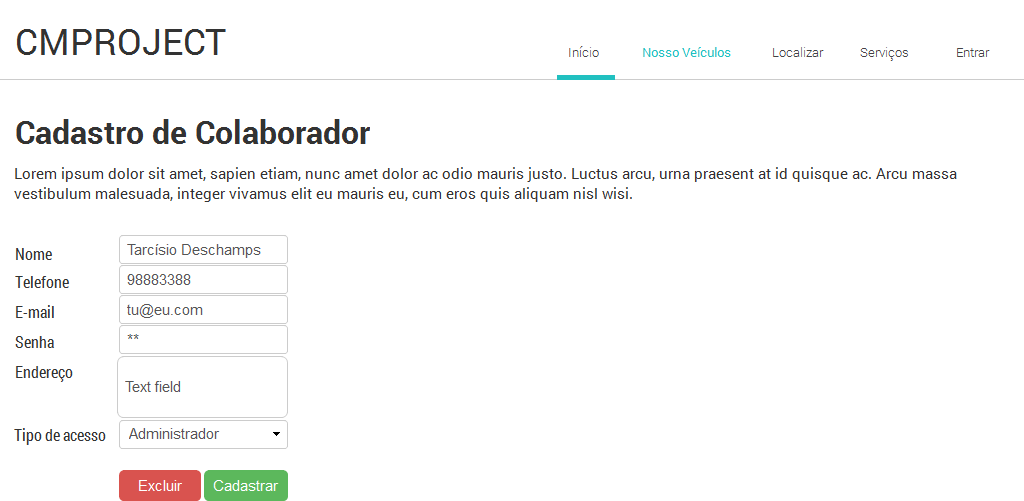 CMPROJECT
Início Nosso Veículos Localizar Serviços Entrar
Cadastro de Colaborador
Lorem ipsum dolor sit amet, sapien etiam, nunc amet dolor ac odio mauris justo. Luctus arcu, urna praesent at id quisque ac. Arcu massa
vestibulum malesuada, integer vivamus elit eu mauris eu, cum eros quis aliquam nisl wisi.
Nome Tarcísio Deschamps
Telefone 98883388
E-mail tu@eu.com
Senha **
Endereço Text field
Tipo de acesso Administrador
Excluir Cadastrar